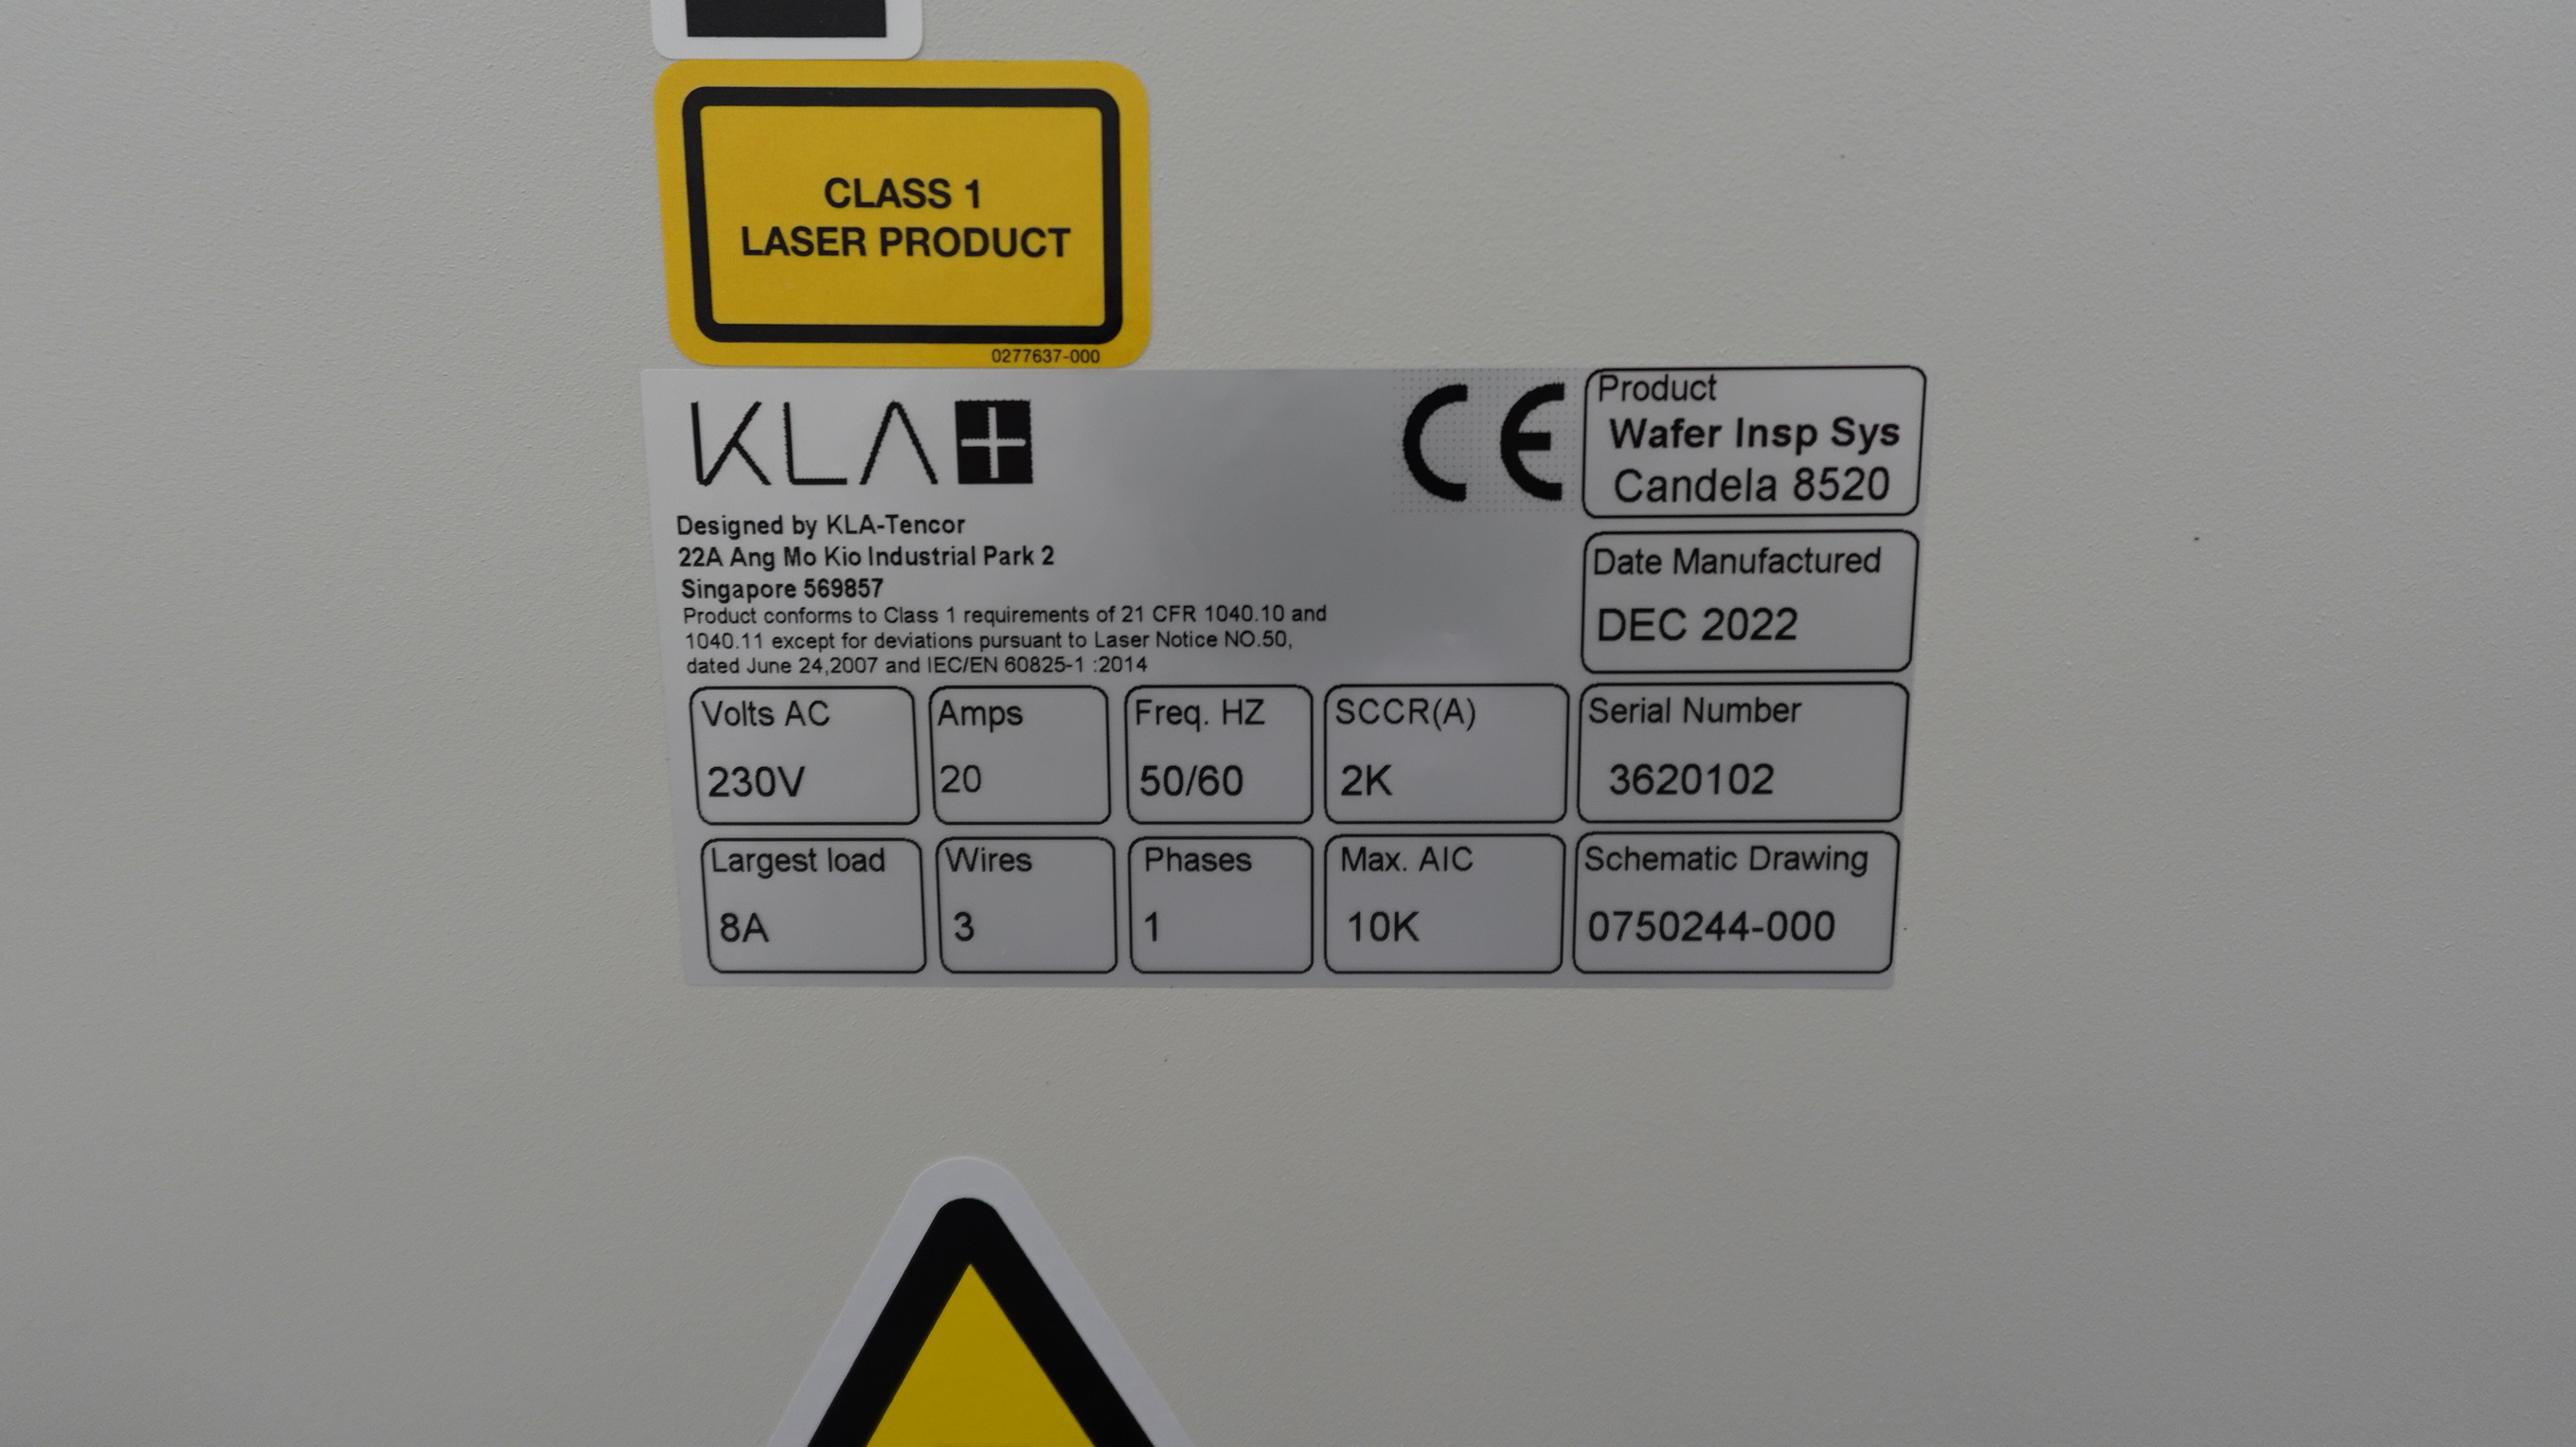 CLASS 1
LASER PRODUCT
0277637-000
KLA+
CE
Product
Wafer Insp Sys
Candela 8520
Designed by KLA-Tencor
22A Ang Mo Kio Industrial Park 2
Singapore 569857
Product conforms to Class 1 requirements of 21 CFR 1040.10 and
1040.11 except for deviations pursuant to Laser Notice NO.50,
dated June 24,2007 and IEC/EN 60825-1 :2014
Date Manufactured
DEC 2022
Volts AC
230V
Amps
20
Freq. HZ
50/60
SCCR(A)
2K
Serial Number
3620102
Largest load
8A
Wires
3
Phases
1
Max. AIC
10K
Schematic Drawing
0750244-000